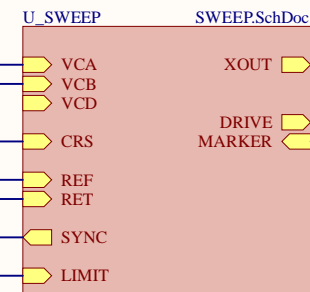 U_SWEEP SWEEP.SchDoc
VCA XOUT
VCB
VCD
DRIVE
CRS MARKER
REF
RET
SYNC
LIMIT